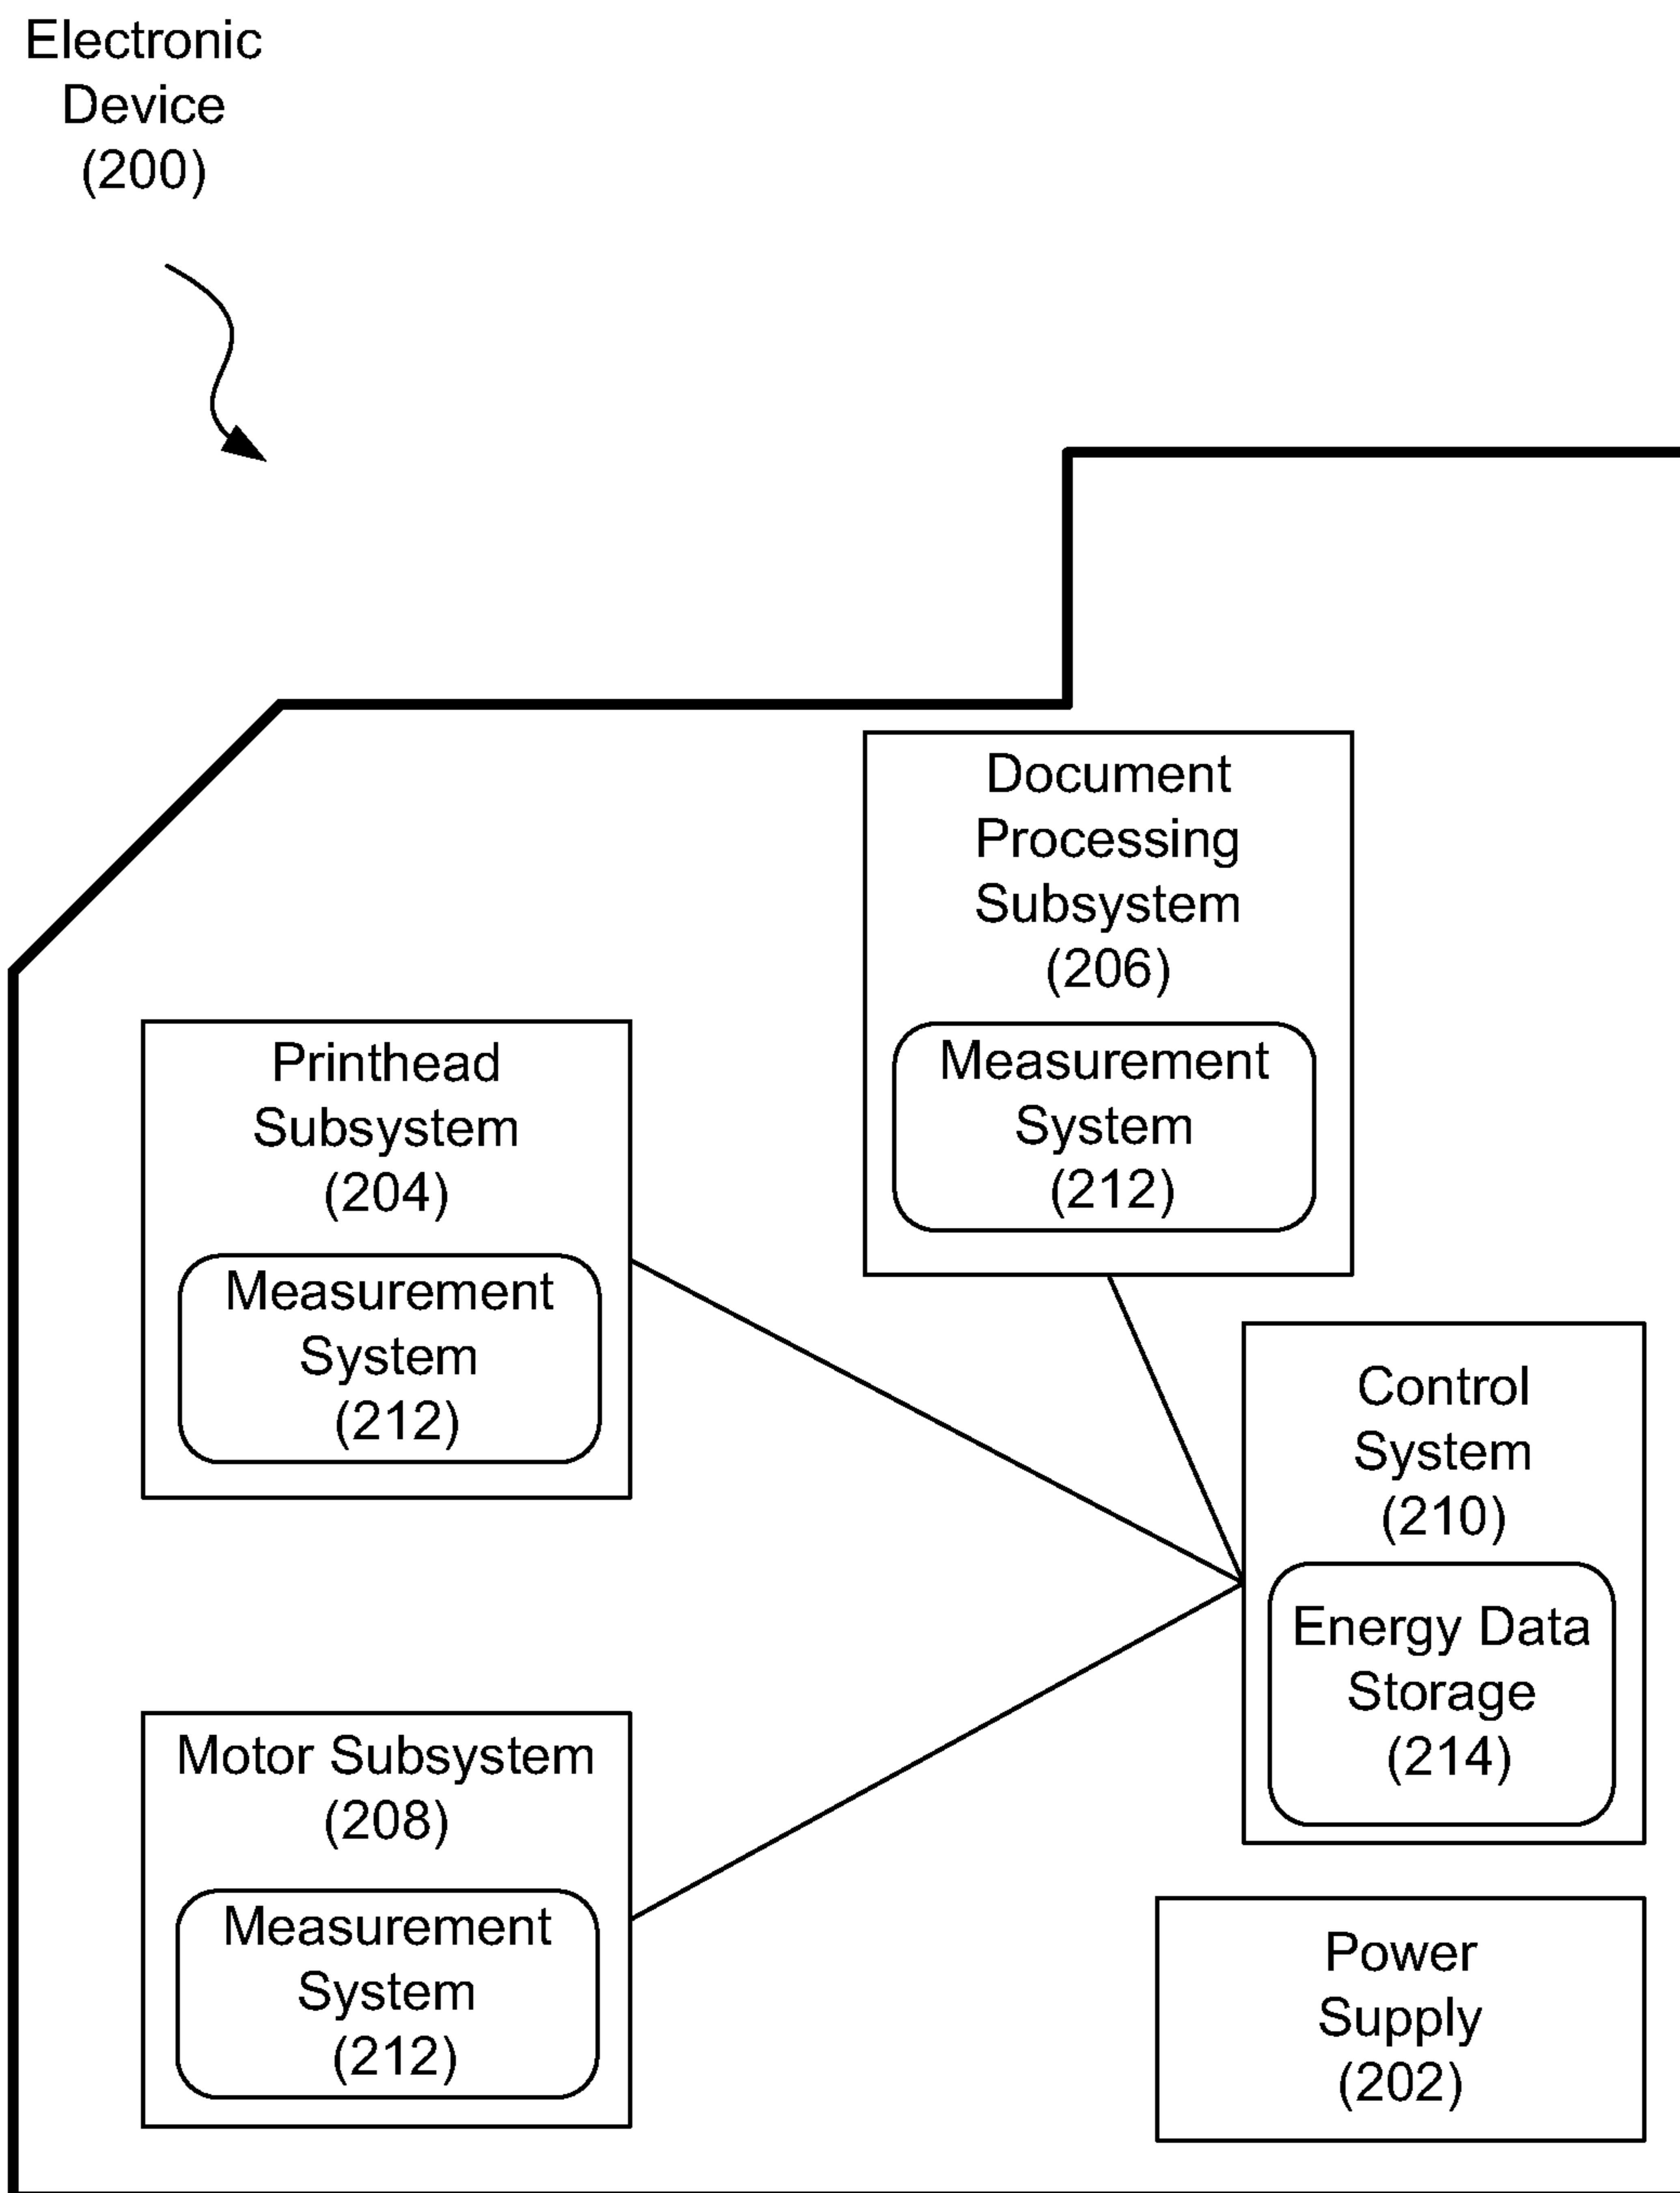 Electronic
Device
(200)
Document
Processing
Subsystem
(206)
Measurement
System
(212)
Printhead
Subsystem
(204)
Measurement
System
(212)
Control
System
(210)
Energy Data
Storage
(214)
Motor Subsystem
(208)
Measurement
System
(212)
Power
Supply
(202)